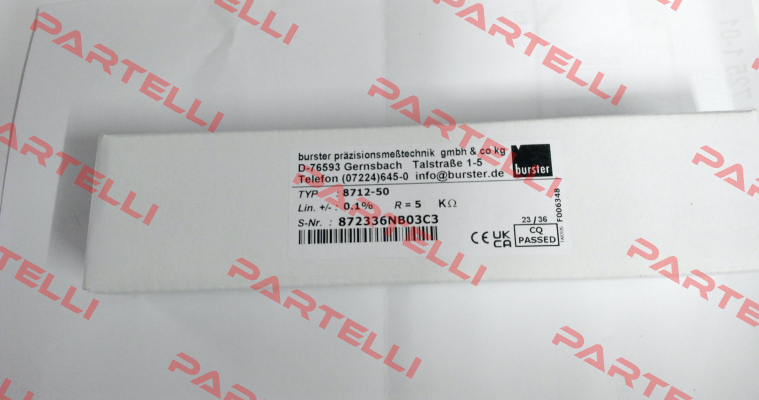 burster präzisionsmeßtechnik gmbh & co kg
D-76593 Gernsbach Talstraße 1-5
Telefon (07224)645-0 info@burster.de
burster
TYP : 8712-50
Lin. +/- : 0.1% R = 5 KΩ
S-Nr. : 872336NB03C3
23 / 36
CE UK CA
CQ PASSED
F006348
PARTELLI
PARTELLI
PARTELLI
PARTELLI
PARTELLI
PARTELLI
PARTELLI
PARTELLI
PARTELLI
PARTELLI